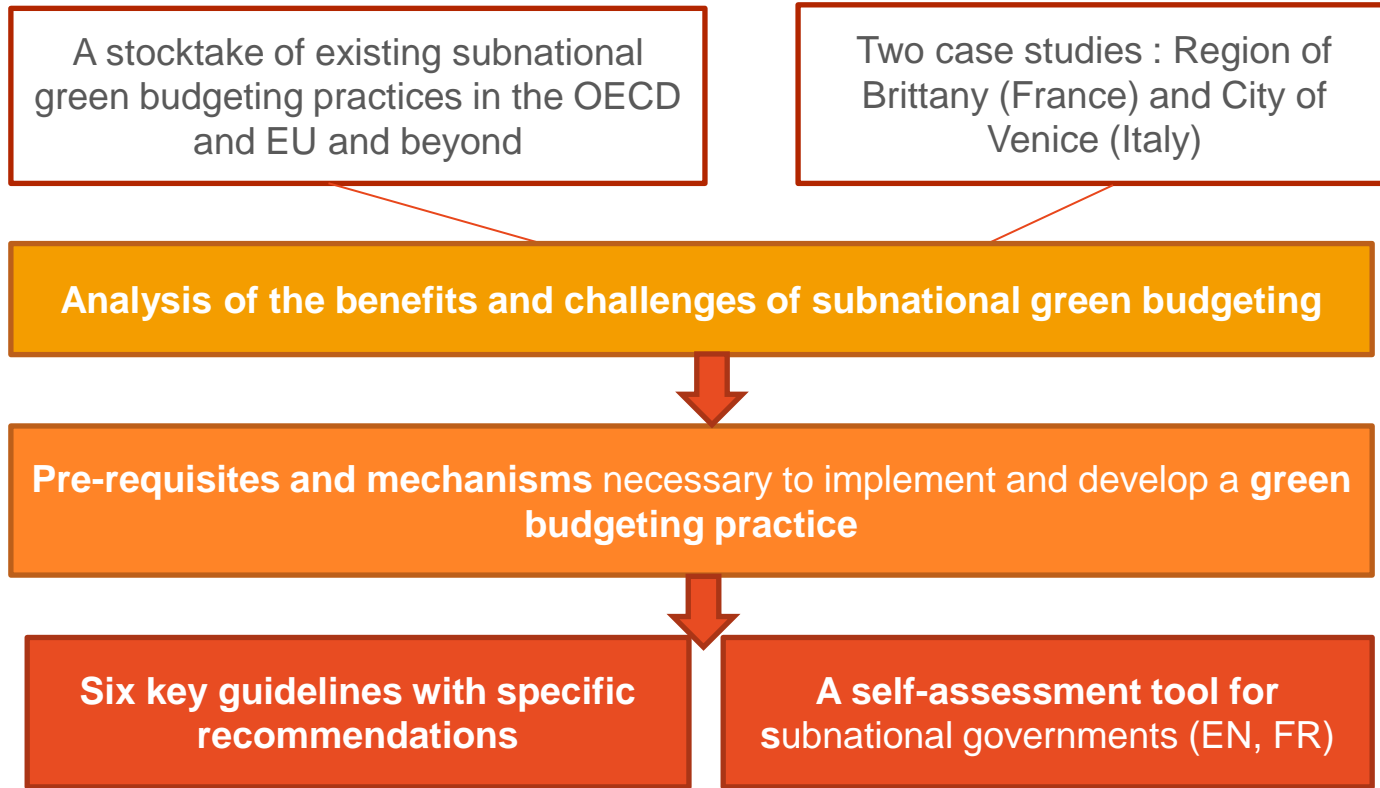 A stocktake of existing subnational
green budgeting practices in the OECD
and EU and beyond
Two case studies : Region of
Brittany (France) and City of
Venice (Italy)
Analysis of the benefits and challenges of subnational green budgeting
Pre-requisites and mechanisms necessary to implement and develop a green
budgeting practice
Six key guidelines with specific
recommendations
A self-assessment tool for
subnational governments (EN, FR)